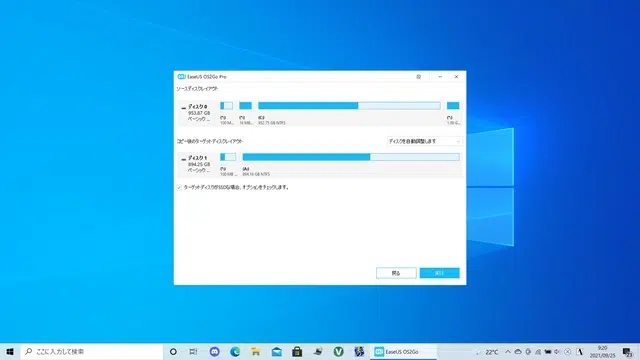 EaseUS OS2Go Pro
ソースディスクレイアウト
ディスク 0
953.87 GB
ベーシック ...
(*:)
100 M...
(*:)
16 MB...
(C:)
952.75 GB NTFS
(*:)
コピー後のターゲットディスクレイアウト
ディスクを自動調整します
ディスク 1
894.25 GB
ベーシック ...
(*:)
100 MB ...
894.14 GB NTFS
ターゲットディスクがSSDな場合、オプションをチェックします。
戻る
実行
ここに入力して検索
EaseUS OS2Go
22°C
A
9:20
2021/09/25